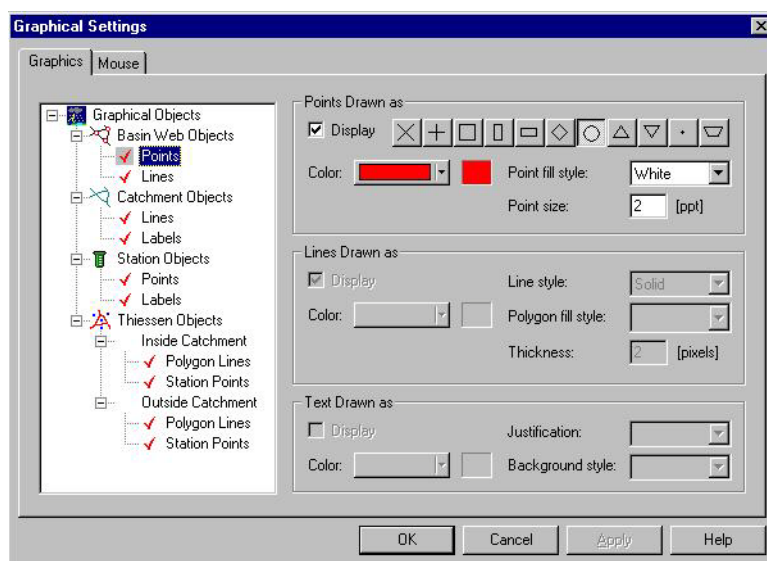 Graphical Settings
Graphics
Mouse
Graphical Objects
Basin Web Objects
Points
Lines
Catchment Objects
Lines
Labels
Station Objects
Points
Labels
Thiessen Objects
Inside Catchment
Polygon Lines
Station Points
Outside Catchment
Polygon Lines
Station Points
Points Drawn as
Display
Color:
Point fill style: White
Point size: 2 [ppt]
Lines Drawn as
Display
Line style: Solid
Color:
Polygon fill style:
Thickness: 2 [pixels]
Text Drawn as
Display
Justification:
Color:
Background style:
OK
Cancel
Apply
Help